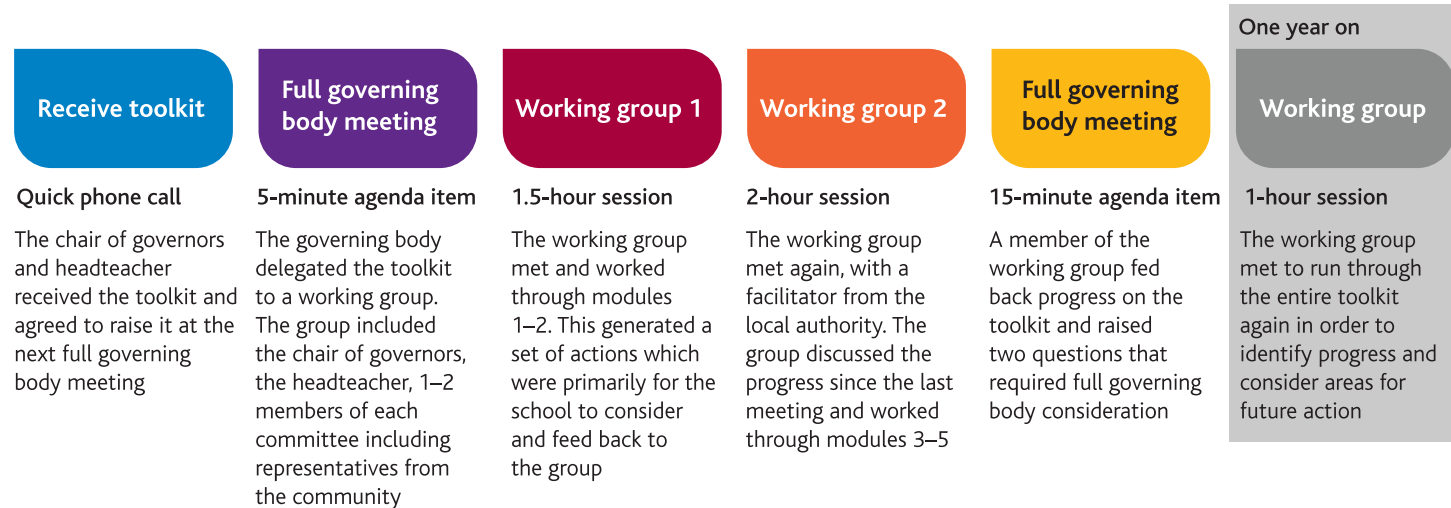 Receive toolkit
Quick phone call
The chair of governors
and headteacher
received the toolkit and
agreed to raise it at the
next full governing
body meeting
Full governing
body meeting
5-minute agenda item
The governing body
delegated the toolkit
to a working group.
The group included
the chair of governors,
the headteacher, 1–2
members of each
committee including
representatives from
the community
Working group 1
1.5-hour session
The working group
met and worked
through modules
1–2. This generated a
set of actions which
were primarily for the
school to consider
and feed back to
the group
Working group 2
2-hour session
The working group
met again, with a
facilitator from the
local authority. The
group discussed the
progress since the last
meeting and worked
through modules 3–5
Full governing
body meeting
15-minute agenda item
A member of the
working group fed
back progress on the
toolkit and raised
two questions that
required full governing
body consideration
One year on
Working group
1-hour session
The working group
met to run through
the entire toolkit
again in order to
identify progress and
consider areas for
future action